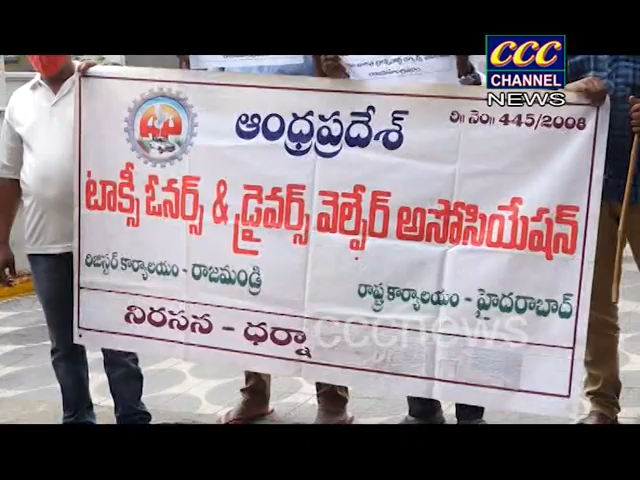 CCC
CHANNEL
NEWS
AP
ఆంధ్రప్రదేశ్
రి॥ నెం॥ 445/2008
టాక్సీ ఓనర్స్ & డ్రైవర్స్ వెల్ఫేర్ అసోసియేషన్
రిజిస్టర్ కార్యాలయం - రాజమండ్రి
రాష్ట్ర కార్యాలయం - హైదరాబాద్
నిరసన - ధర్నా
cccnews